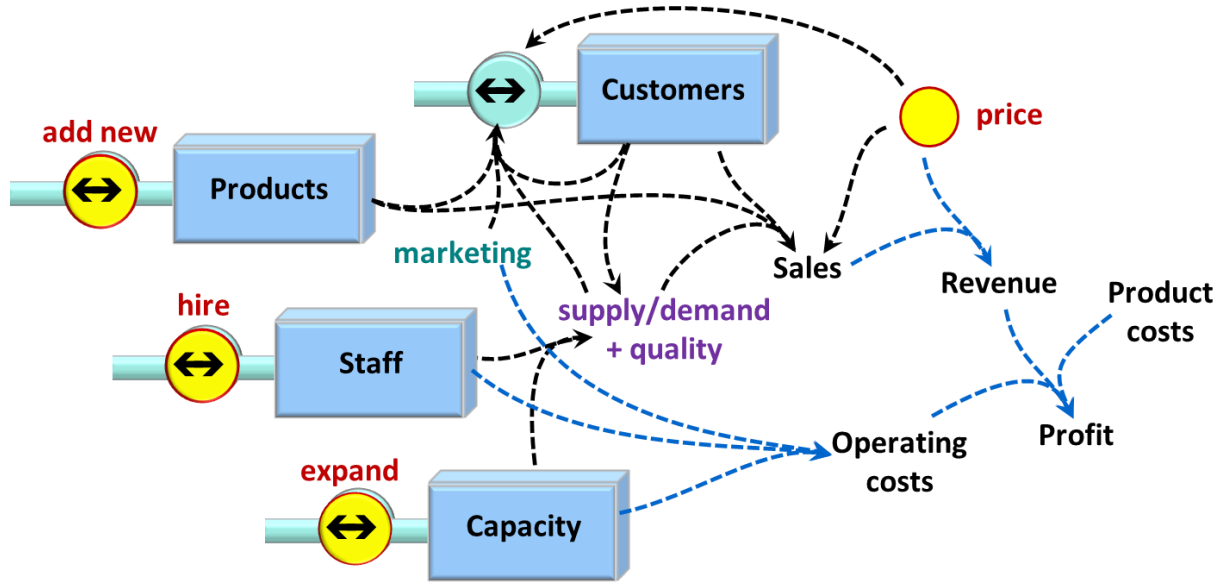 Customers
price
add new
Products
marketing
Sales
Revenue
Product
costs
hire
supply/demand
+ quality
Staff
Operating
costs
Profit
expand
Capacity